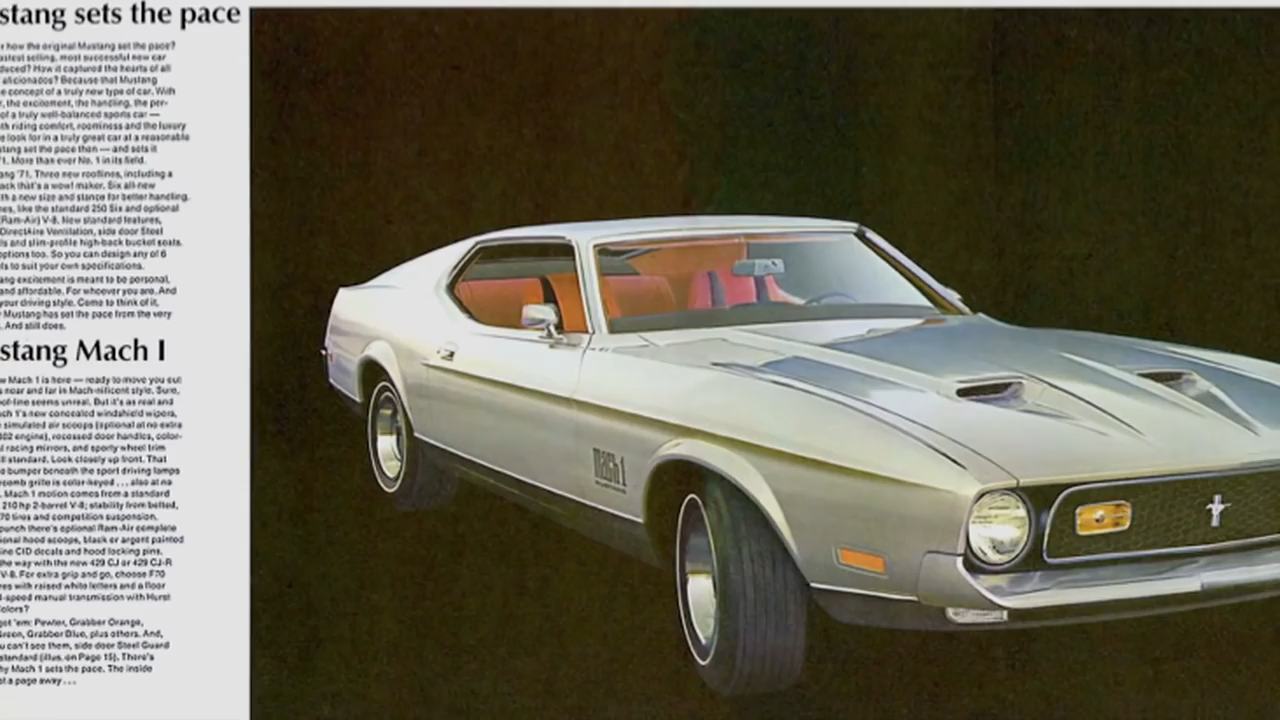 stang sets the pace
r how the original Mustang set the pace?
astest selling, most successful new car
duced? How it captured the hearts of all
aficionados? Because that Mustang
e concept of a truly new type of car. With
r, the excitement, the handling, the per-
of a truly well-balanced sports car —
th riding comfort, roominess and the luxury
e look for in a truly great car at a reasonable
stang set the pace then — and sets it
'1. More than ever No. 1 in its field.
ang '71. Three new rooflines, including a
ack that's a wow! maker. Six all-new
th a new size and stance for better handling.
nes, like the standard 250 Six and optional
(Ram-Air) V-8. New standard features,
DirectAire Ventilation, side door Steel
ls and slim-profile high-back bucket seats.
options too. So you can design any of 6
ls to suit your own specifications.
ang excitement is meant to be personal,
and affordable. For whoever you are. And
your driving style. Come to think of it,
y Mustang has set the pace from the very
. And still does.
stang Mach I
w Mach 1 is here — ready to move you out
s near and far in Mach-nificent style. Sure,
oof-line seems unreal. But it's as real and
ach 1's new concealed windshield wipers,
e simulated air scoops (optional at no extra
302 engine), recessed door handles, color-
d racing mirrors, and sporty wheel trim
ll standard. Look closely up front. That
e bumper beneath the sport driving lamps
ecomb grille is color-keyed . . . also at no
. Mach 1 motion comes from a standard
210 hp 2-barrel V-8; stability from belted,
70 tires and competition suspension.
punch there's optional Ram-Air complete
ional hood scoops, black or argent painted
ine CID decals and hood locking pins.
the way with the new 429 CJ or 429 CJ-R
V-8. For extra grip and go, choose F70
res with raised white letters and a floor
4-speed manual transmission with Hurst
Colors?
got 'em: Pewter, Grabber Orange,
Green, Grabber Blue, plus others. And,
u can't see them, side door Steel Guard
standard (illus. on Page 15). There's
hy Mach 1 sets the pace. The inside
st a page away . . .
mach 1